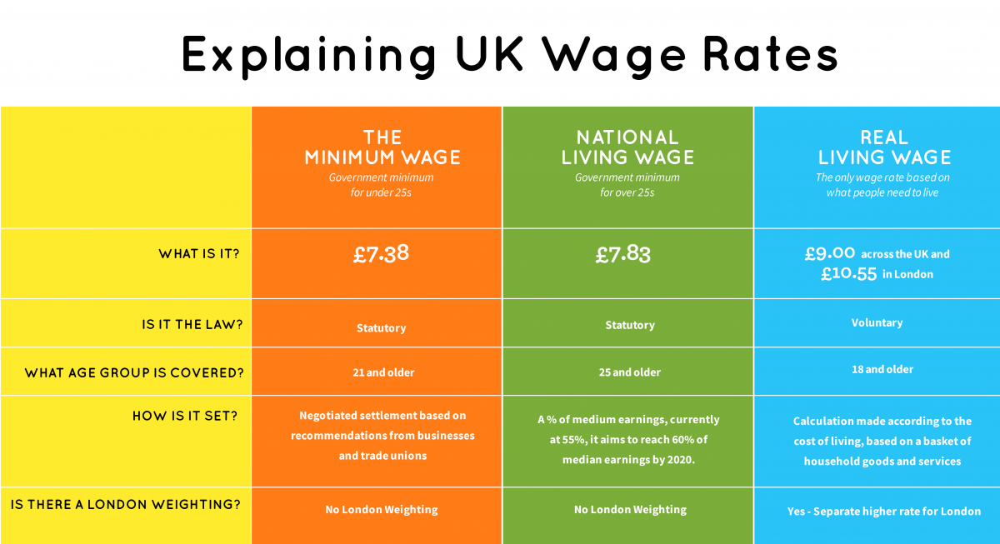 Explaining UK Wage Rates
THE
MINIMUM WAGE
Government minimum
for under 25s
NATIONAL
LIVING WAGE
Government minimum
for over 25s
REAL
LIVING WAGE
The only wage rate based on
what people need to live
WHAT IS IT?
£7.38
£7.83
£9.00 across the UK and
£10.55 in London
IS IT THE LAW?
Statutory
Statutory
Voluntary
WHAT AGE GROUP IS COVERED?
21 and older
25 and older
18 and older
HOW IS IT SET?
Negotiated settlement based on
recommendations from businesses
and trade unions
A % of medium earnings, currently
at 55%, it aims to reach 60% of
median earnings by 2020.
Calculation made according to the
cost of living, based on a basket of
household goods and services
IS THERE A LONDON WEIGHTING?
No London Weighting
No London Weighting
Yes - Separate higher rate for London